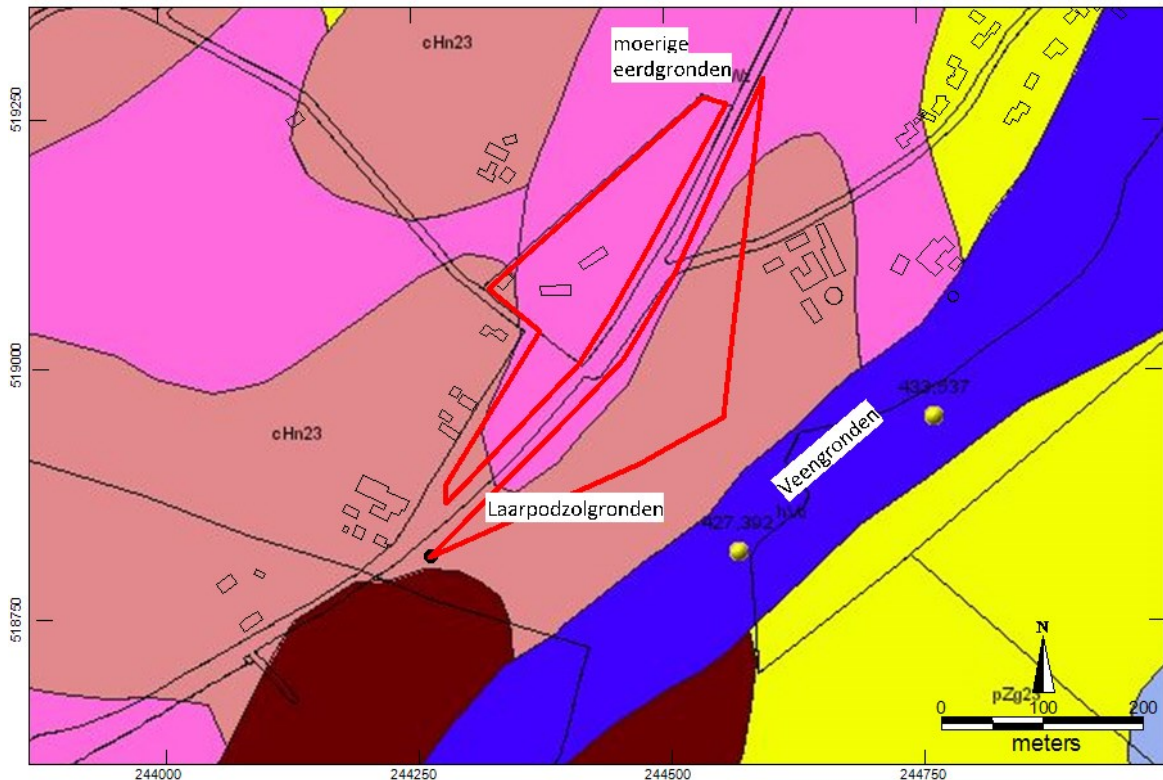 cHn23
moerige
eerdgronden
Wz
519250
519000
cHn23
433,537
Veengronden
Laarpodzolgronden
427,392
518750
N
pZg23
0 100 200
meters
244000 244250 244500 244750